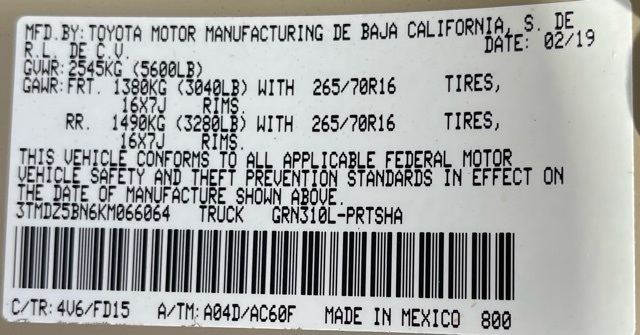 MFD.BY:TOYOTA MOTOR MANUFACTURING DE BAJA CALIFORNIA, S. DE
R.L. DE C.V. DATE: 02/19
GVWR:2545KG (5600LB)
GAWR:FRT. 1380KG (3040LB) WITH 265/70R16 TIRES,
16X7J RIMS.
RR. 1490KG (3280LB) WITH 265/70R16 TIRES,
16X7J RIMS.
THIS VEHICLE CONFORMS TO ALL APPLICABLE FEDERAL MOTOR
VEHICLE SAFETY AND THEFT PREVENTION STANDARDS IN EFFECT ON
THE DATE OF MANUFACTURE SHOWN ABOVE.
3TMDZ5BN6KM066064 TRUCK GRN310L-PRTSHA
C/TR:4V6/FD15 A/TM:A04D/AC60F MADE IN MEXICO 800